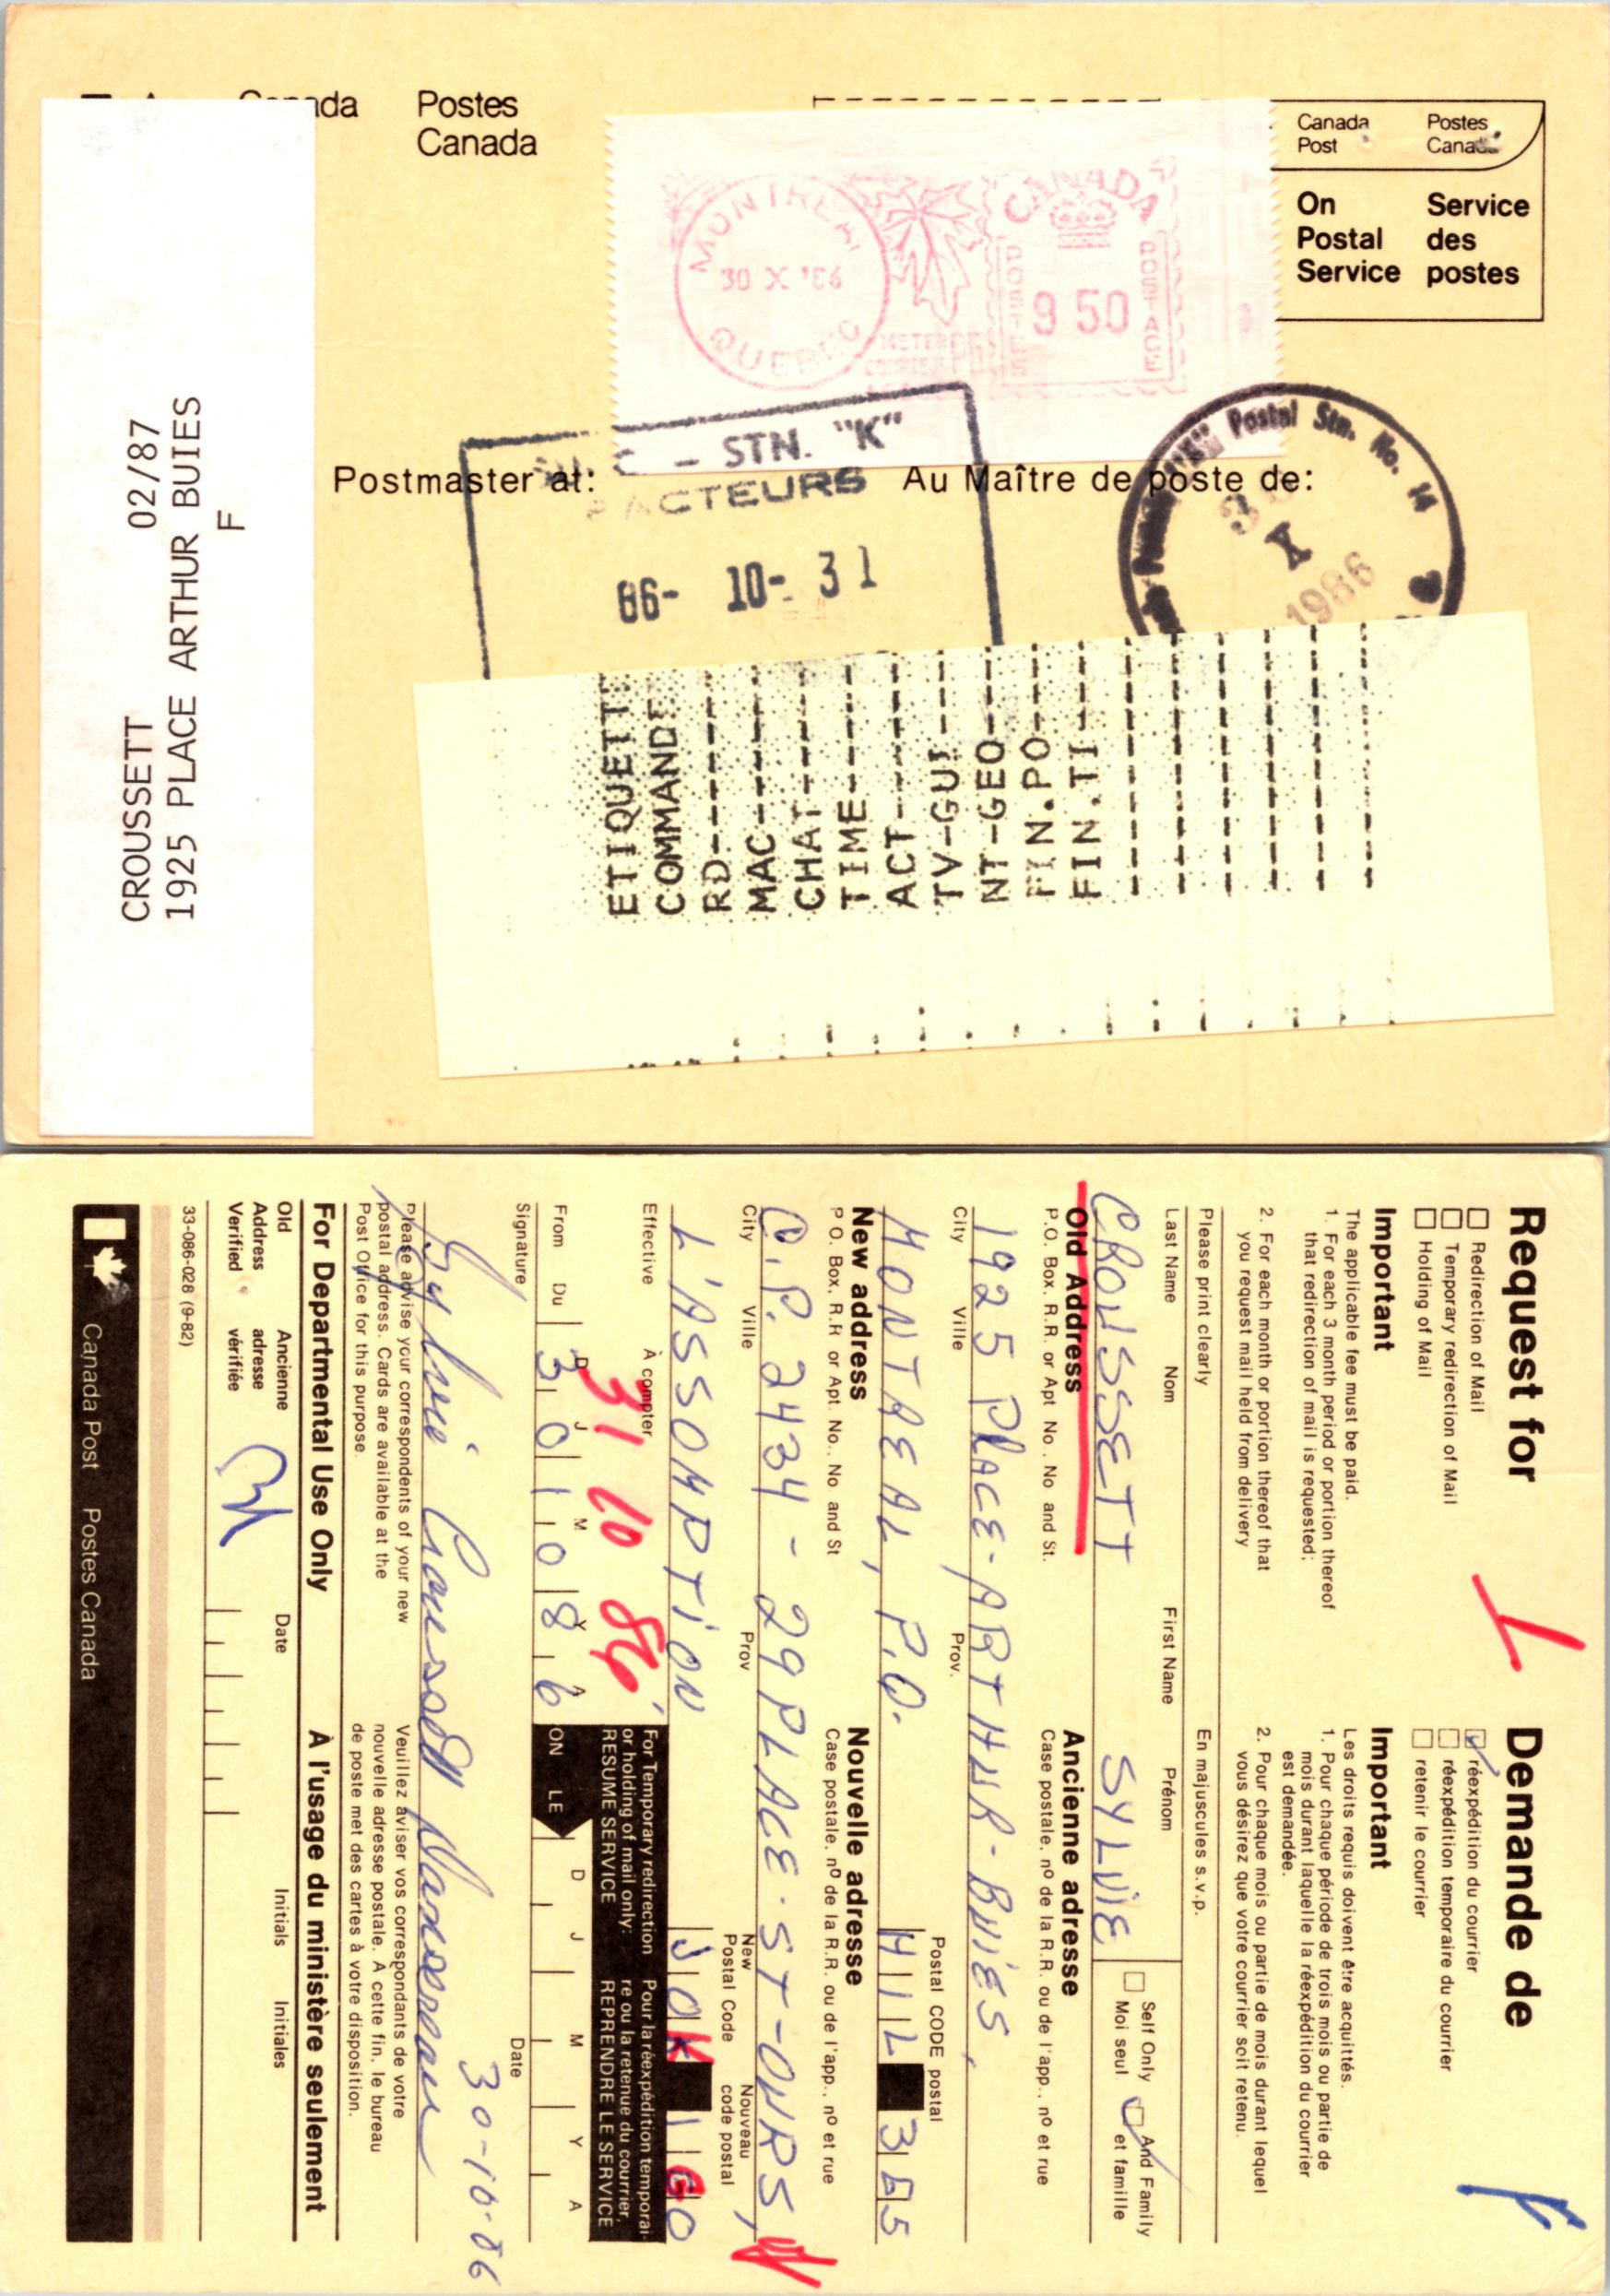 Canada
Postes
Canada
Canada
Post
Postes
Canada
On
Postal
Service
Service
des
postes
MONTREAL
30 X '86
QUEBEC
CANADA
POSTES
POSTAGE
9 50
METER
STN. "K"
FACTEURS
86- 10- 31
Postmaster at:
Au Maître de poste de:
Postal Stn. No. 14
X
1986
CROUSSETT 02/87
1925 PLACE ARTHUR BUIES
F
ETIQUETT
COMMANDE
RD-------
MAC------
CHAT-----
TIME-----
ACT------
TV-GUI---
NT-GEO---
FIN.PO---
FIN.TI---
Request for
Redirection of Mail
Temporary redirection of Mail
Holding of Mail
Important
The applicable fee must be paid.
1. For each 3 month period or portion thereof
that redirection of mail is requested;
2. For each month or portion thereof that
you request mail held from delivery
Demande de
réexpédition du courrier
réexpédition temporaire du courrier
retenir le courrier
Important
Les droits requis doivent être acquittés.
1. Pour chaque période de trois mois ou partie de
mois durant laquelle la réexpédition du courrier
est demandée.
2. Pour chaque mois ou partie de mois durant lequel
vous désirez que votre courrier soit retenu.
Please print clearly
En majuscules s.v.p.
Last Name Nom First Name Prénom
Self Only
Moi seul
And Family
et famille
CROUSSETT SYLVIE
Old Address
P.O. Box, R.R. or Apt No., No and St.
Ancienne adresse
Case postale, nº de la R.R. ou de l'app., nº et rue
1925 PLACE-ARTHUR-BUIES,
City Ville Prov. Postal CODE postal
MONTREAL, P.Q. H1L 3E5
New address
P.O. Box, R.R or Apt. No., No and St
Nouvelle adresse
Case postale, nº de la R.R. ou de l'app., nº et rue
C.P. 2434 - 29 PLACE-ST-OURS,
City Ville Prov
New
Postal Code
Nouveau
code postal
L'ASSOMPTION J0K 1G0
Effective À compter
31 10 86
From Du
D J M Y A
3 0 1 0 8 6
For Temporary redirection
or holding of mail only:
RESUME SERVICE
Pour la réexpédition temporai-
re ou la retenue du courrier,
REPRENDRE LE SERVICE
ON LE
D J M Y A
Signature Date
Sylvie Croussett 30-10-86
Please advise your correspondents of your new
postal address. Cards are available at the
Post Office for this purpose.
Veuillez aviser vos correspondants de votre
nouvelle adresse postale. À cette fin, le bureau
de poste met des cartes à votre disposition.
For Departmental Use Only
À l'usage du ministère seulement
Old
Address
Verified
Ancienne
adresse
vérifiée
Date
Initials Initiales
33-086-028 (9-82)
Canada Post Postes Canada